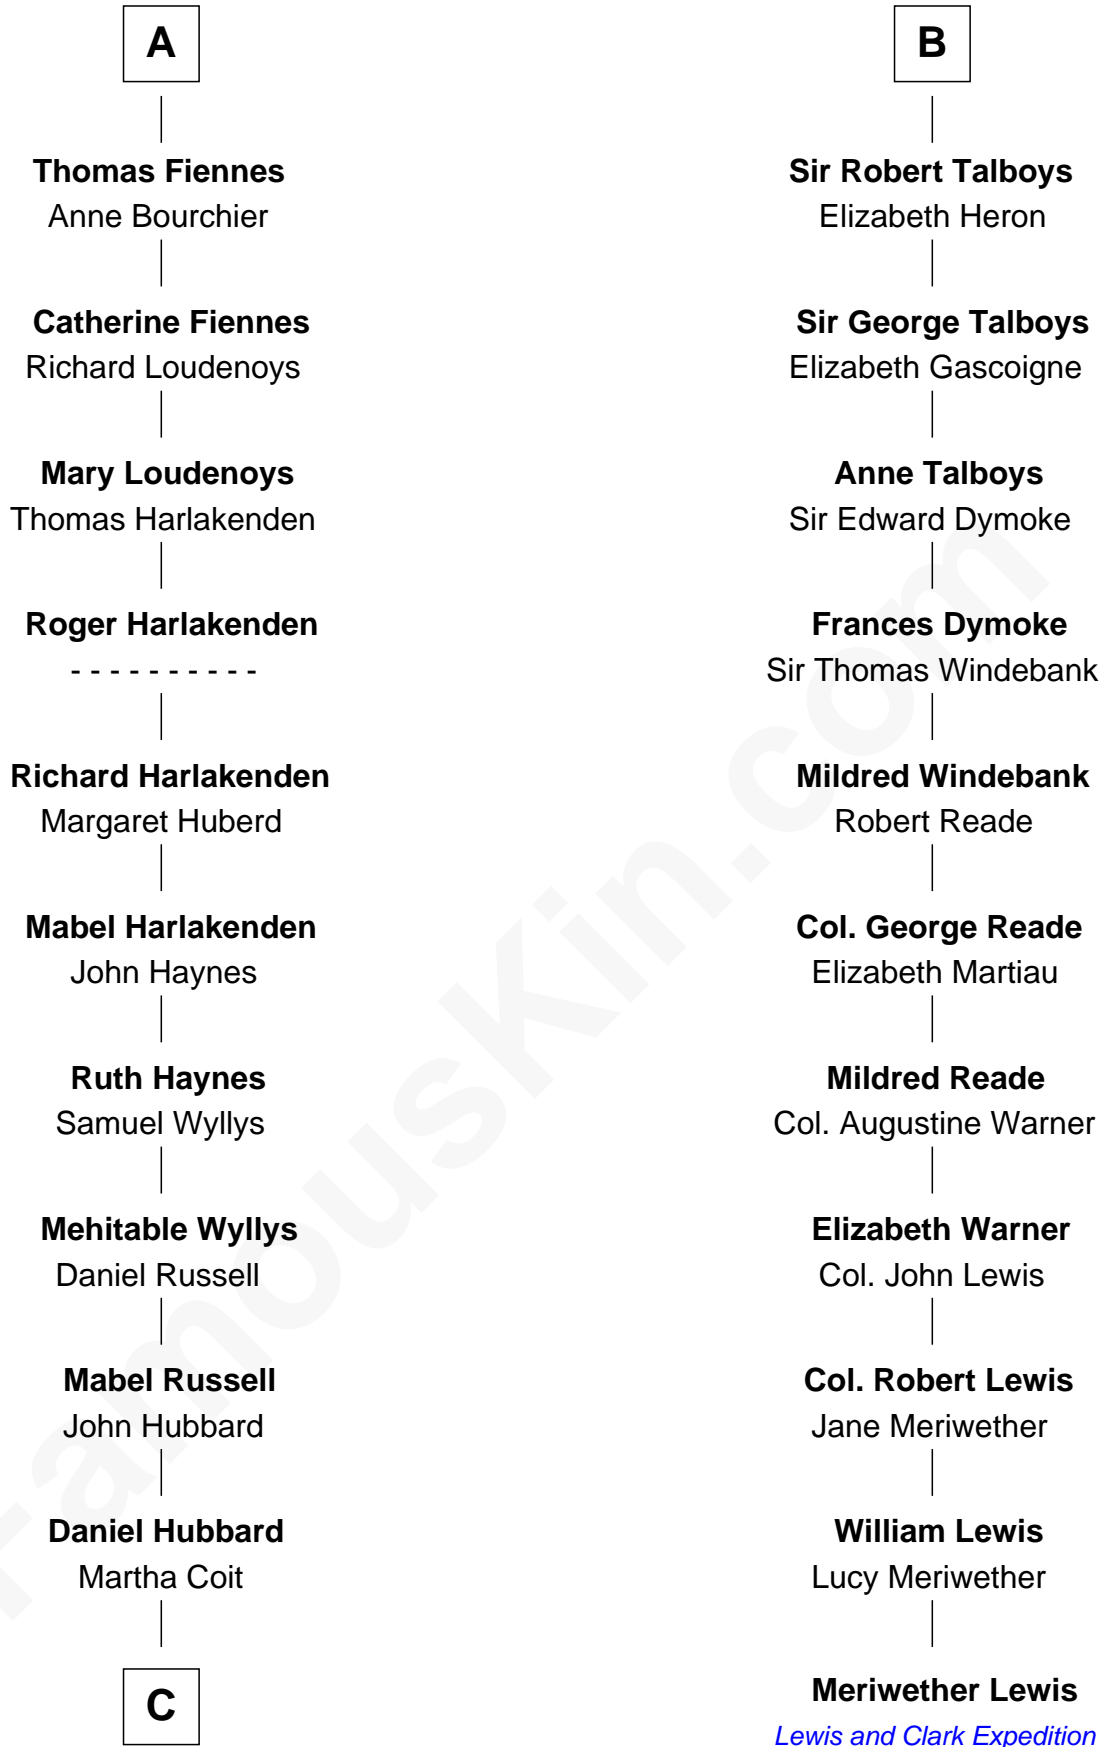 A
Thomas Fiennes
Anne Bourchier
Catherine Fiennes
Richard Loudenoys
Mary Loudenoys
Thomas Harlakenden
Roger Harlakenden
- - - - - - - - - -
Richard Harlakenden
Margaret Huberd
Mabel Harlakenden
John Haynes
Ruth Haynes
Samuel Wyllys
Mehitable Wyllys
Daniel Russell
Mabel Russell
John Hubbard
Daniel Hubbard
Martha Coit
C
B
Sir Robert Talboys
Elizabeth Heron
Sir George Talboys
Elizabeth Gascoigne
Anne Talboys
Sir Edward Dymoke
Frances Dymoke
Sir Thomas Windebank
Mildred Windebank
Robert Reade
Col. George Reade
Elizabeth Martiau
Mildred Reade
Col. Augustine Warner
Elizabeth Warner
Col. John Lewis
Col. Robert Lewis
Jane Meriwether
William Lewis
Lucy Meriwether
Meriwether Lewis
Lewis and Clark Expedition
FamousKin.com